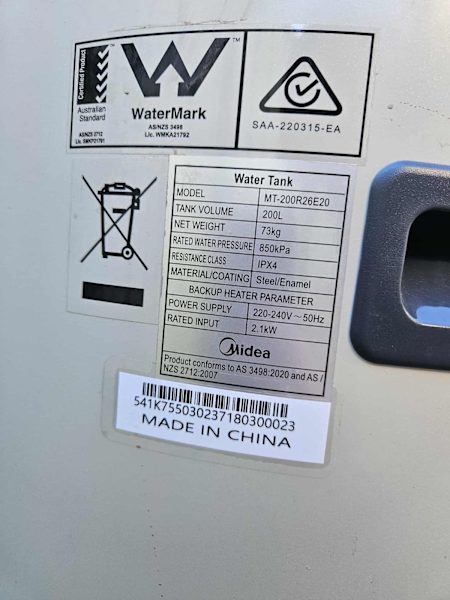 Certified Product
Australian
Standard
AS/NZS 2712
Lic. SMKP21791
WaterMark
AS/NZS 3498
Lic. WMKA21792
SAA-220315-EA
Water Tank
MODEL MT-200R26E20
TANK VOLUME 200L
NET WEIGHT 73kg
RATED WATER PRESSURE 850kPa
RESISTANCE CLASS IPX4
MATERIAL/COATING Steel/Enamel
BACKUP HEATER PARAMETER
POWER SUPPLY 220-240V～50Hz
RATED INPUT 2.1kW
Midea
Product conforms to AS 3498:2020 and AS /
NZS 2712:2007
541K755030237180300023
MADE IN CHINA